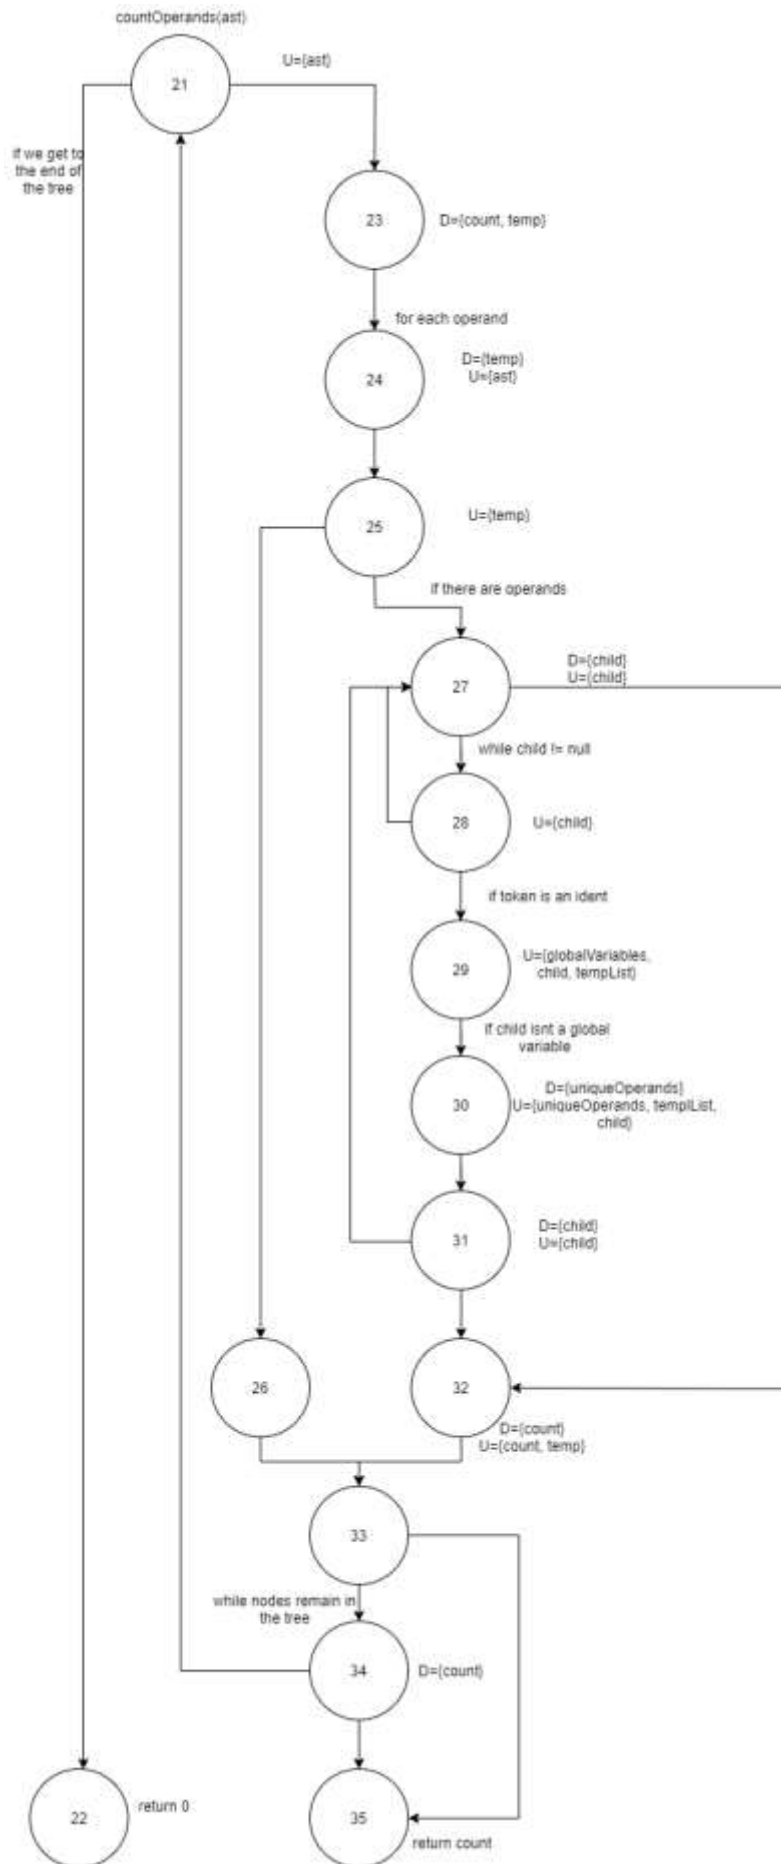 countOperands(ast)
21
U={ast}
if we get to
the end of
the tree
23
D={count, temp}
for each operand
24
D={temp}
U={ast}
25
U={temp}
if there are operands
27
D={child}
U={child}
while child != null
28
U={child}
if token is an ident
29
U={globalVariables,
child, tempList}
if child isnt a global
variable
30
D={uniqueOperands}
U={uniqueOperands, templList,
child}
31
D={child}
U={child}
26
32
D={count}
U={count, temp}
33
while nodes remain in
the tree
34
D={count}
22
return 0
35
return count